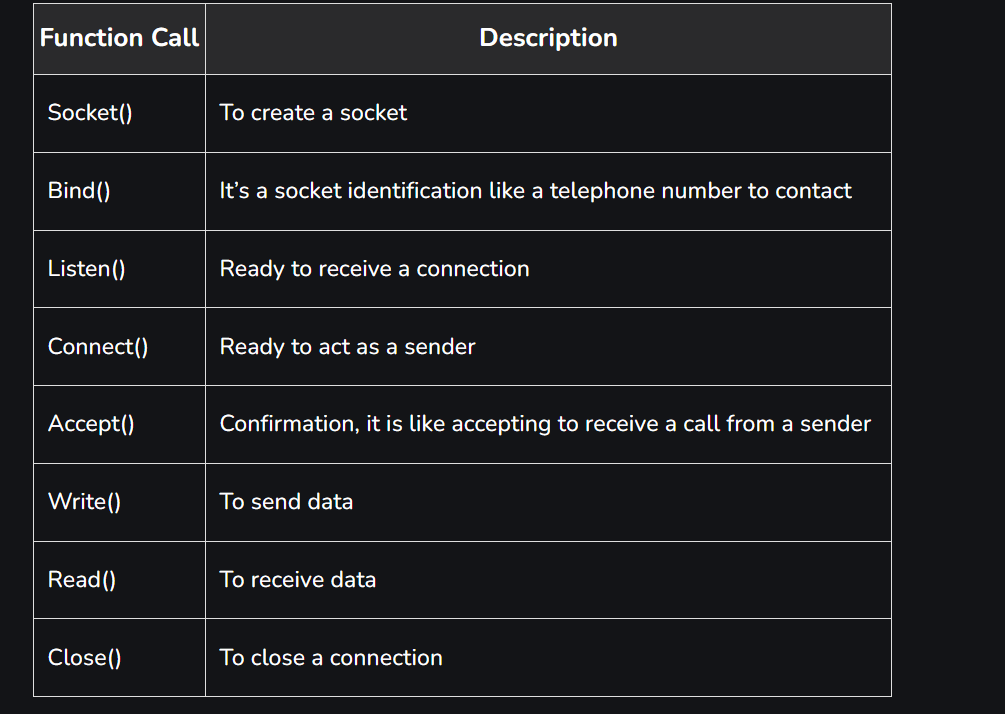 Function Call Description
Socket() To create a socket
Bind() It’s a socket identification like a telephone number to contact
Listen() Ready to receive a connection
Connect() Ready to act as a sender
Accept() Confirmation, it is like accepting to receive a call from a sender
Write() To send data
Read() To receive data
Close() To close a connection